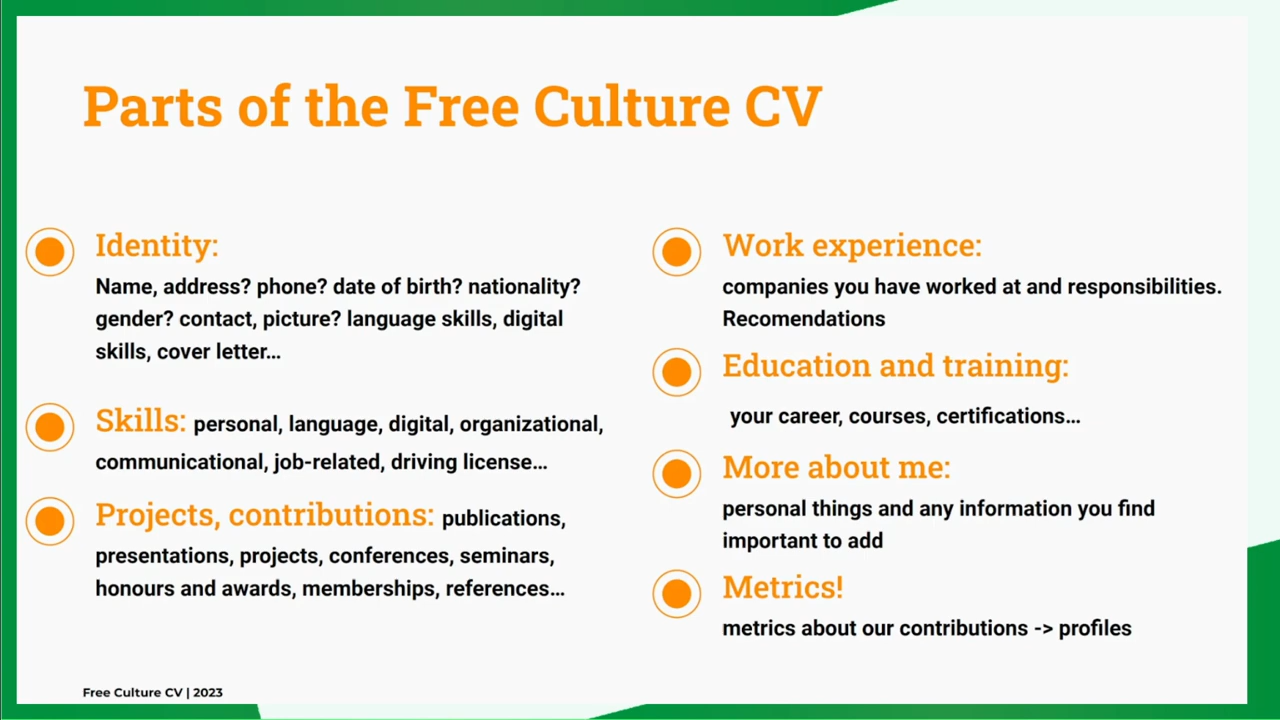 Parts of the Free Culture CV
Identity:
Name, address? phone? date of birth? nationality?
gender? contact, picture? language skills, digital
skills, cover letter...
Skills: personal, language, digital, organizational,
communicational, job-related, driving license...
Projects, contributions: publications,
presentations, projects, conferences, seminars,
honours and awards, memberships, references...
Work experience:
companies you have worked at and responsibilities.
Recomendations
Education and training:
your career, courses, certifications...
More about me:
personal things and any information you find
important to add
Metrics!
metrics about our contributions -> profiles
Free Culture CV | 2023